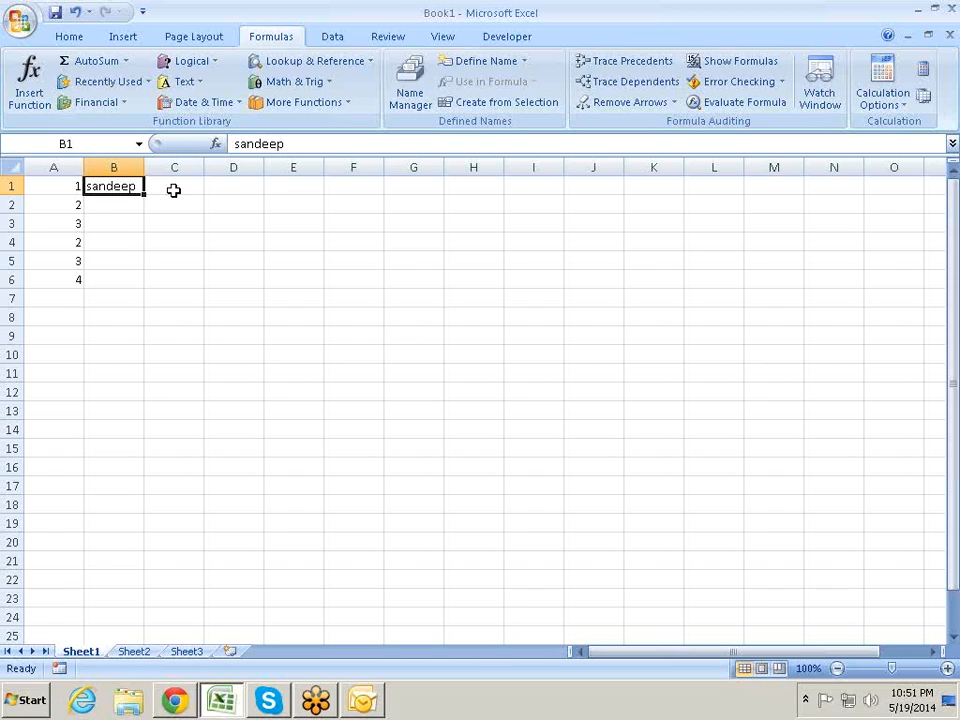 Book1 - Microsoft Excel
Home Insert Page Layout Formulas Data Review View Developer
fx Insert Function
Σ AutoSum
Recently Used
Financial
Logical
Text
Date & Time
Lookup & Reference
Math & Trig
More Functions
Function Library
Name Manager
Define Name
Use in Formula
Create from Selection
Defined Names
Trace Precedents
Trace Dependents
Remove Arrows
Show Formulas
Error Checking
Evaluate Formula
Formula Auditing
Watch Window
Calculation Options
Calculation
B1 fx sandeep
A B C D E F G H I J K L M N O
1 1 sandeep
2 2
3 3
4 2
5 3
6 4
7
8
9
10
11
12
13
14
15
16
17
18
19
20
21
22
23
24
25
Sheet1 Sheet2 Sheet3
Ready 100%
Start 10:51 PM
5/19/2014